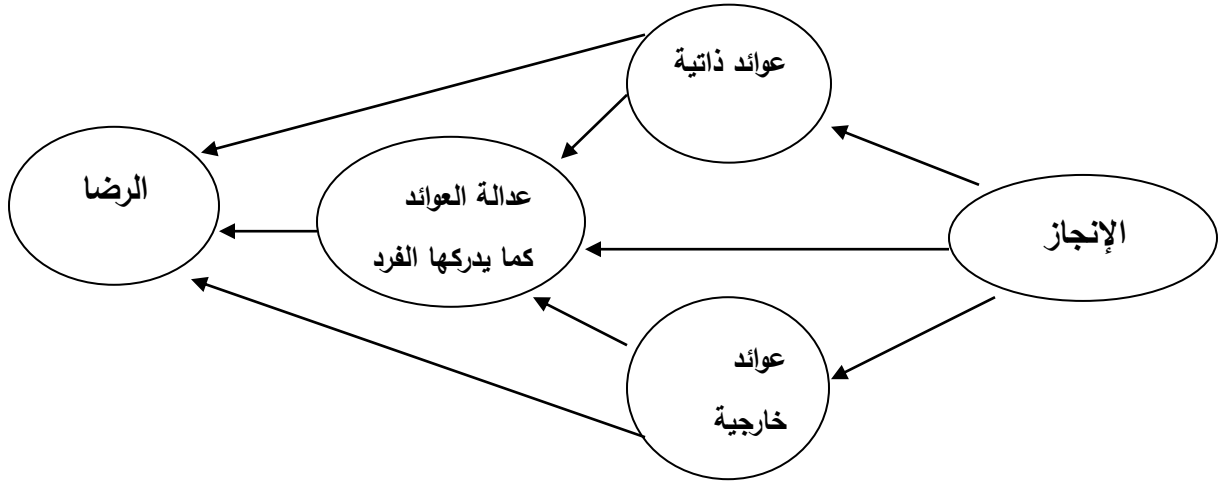 عوائد ذاتية
الرضا
عدالة العوائد
كما يدركها الفرد
الإنجاز
عوائد
خارجية